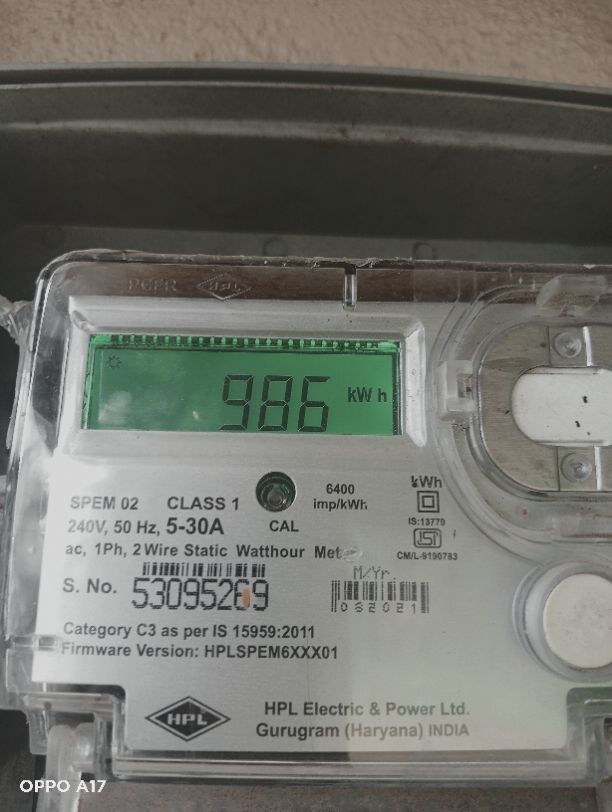 HPL
986 kWh
SPEM 02 CLASS 1
6400 imp/kWh
kWh
240V, 50 Hz, 5-30A
CAL
IS:13779
ISI
CM/L-9190783
ac, 1Ph, 2 Wire Static Watthour
S. No. 53095269
M/Yr.
062021
Category C3 as per IS 15959:2011
Firmware Version: HPLSPEM6XXX01
HPL
HPL Electric & Power Ltd.
Gurugram (Haryana) INDIA
OPPO A17